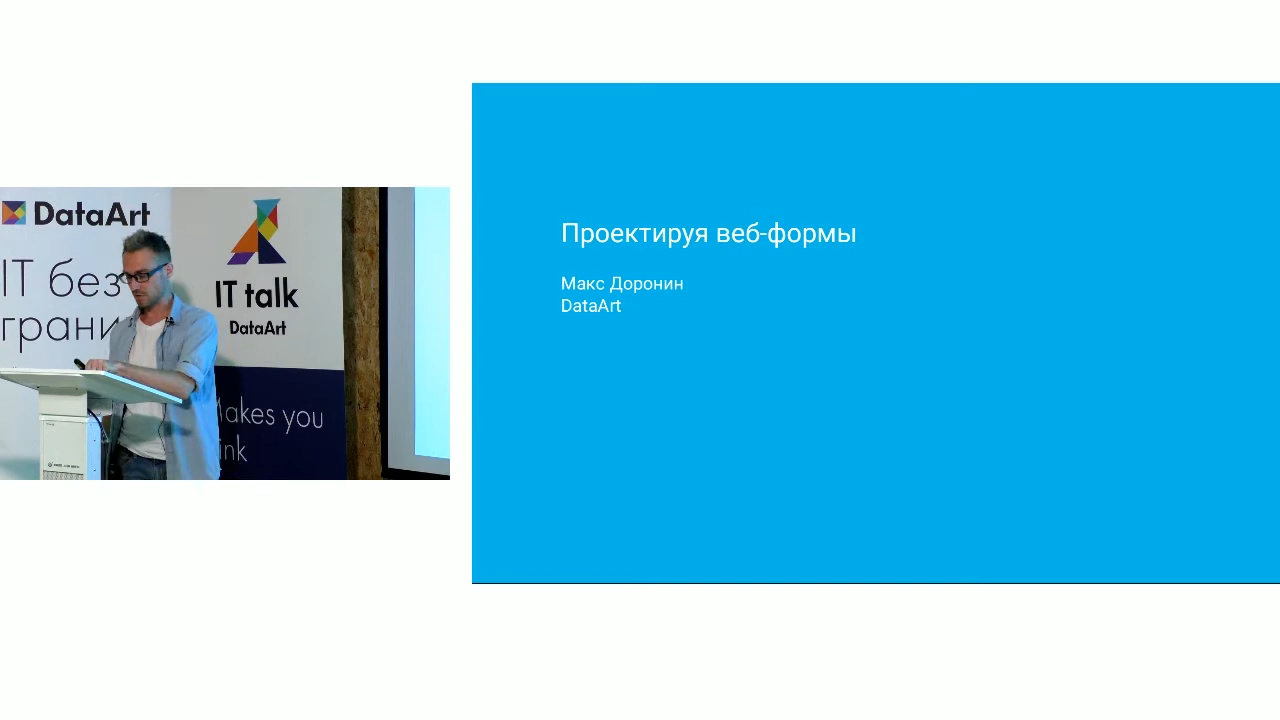 DataArt
IT без
грани
IT talk
DataArt
akes you
ink
Проектируя веб-формы
Макс Доронин
DataArt